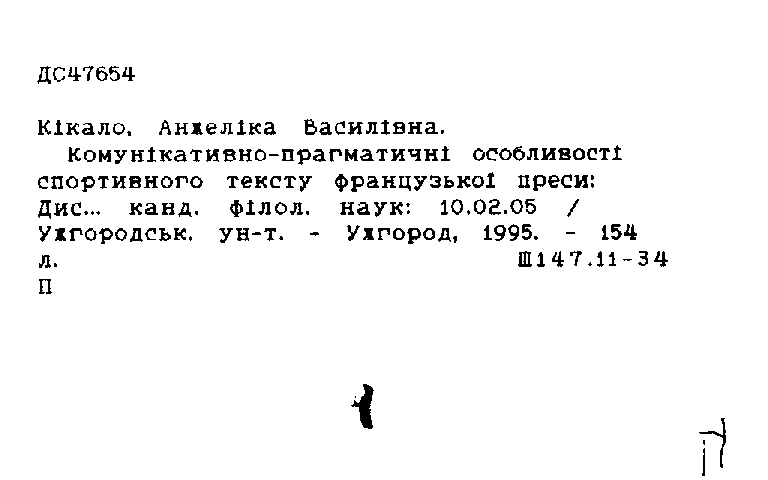 ДС47654
Кікало, Анжеліка Василівна.
Комунікативно-прагматичні особливості
спортивного тексту французької преси:
Дис... канд. філол. наук: 10.02.05 /
Ужгородськ. ун-т. - Ужгород, 1995. - 154
л. Ш147.11-34
П